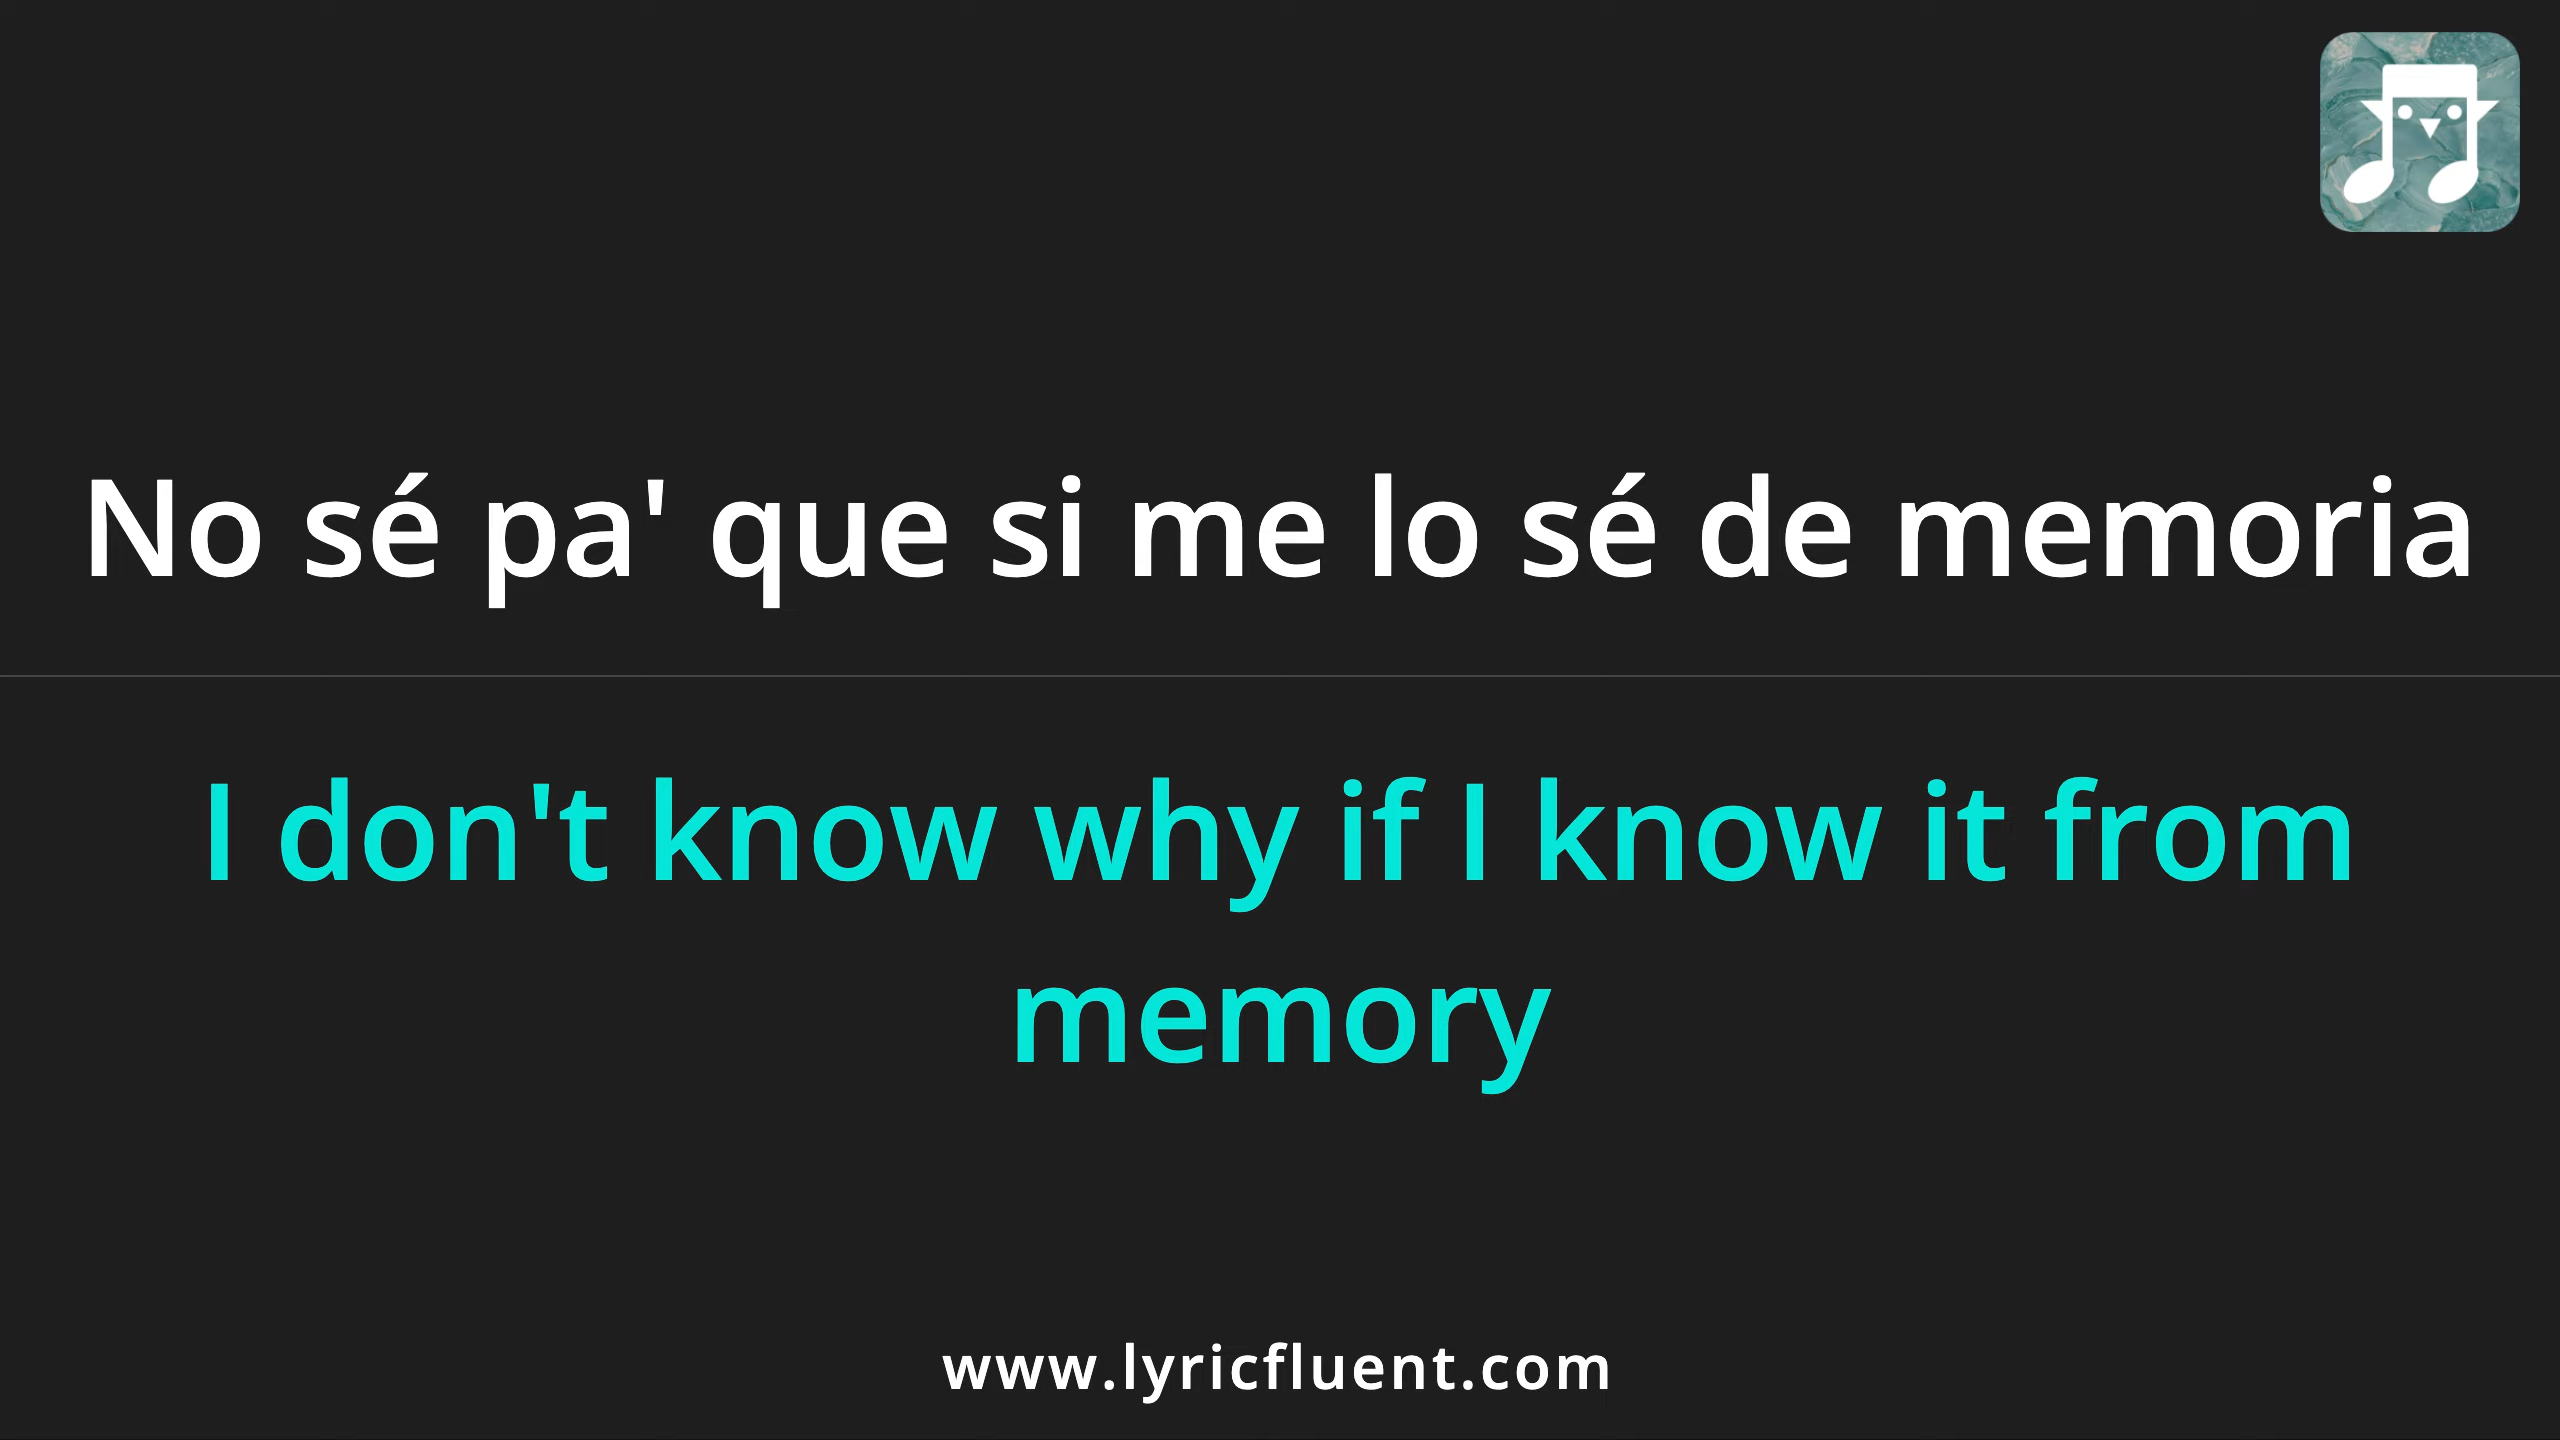 No sé pa' que si me lo sé de memoria
I don't know why if I know it from
memory
www.lyricfluent.com